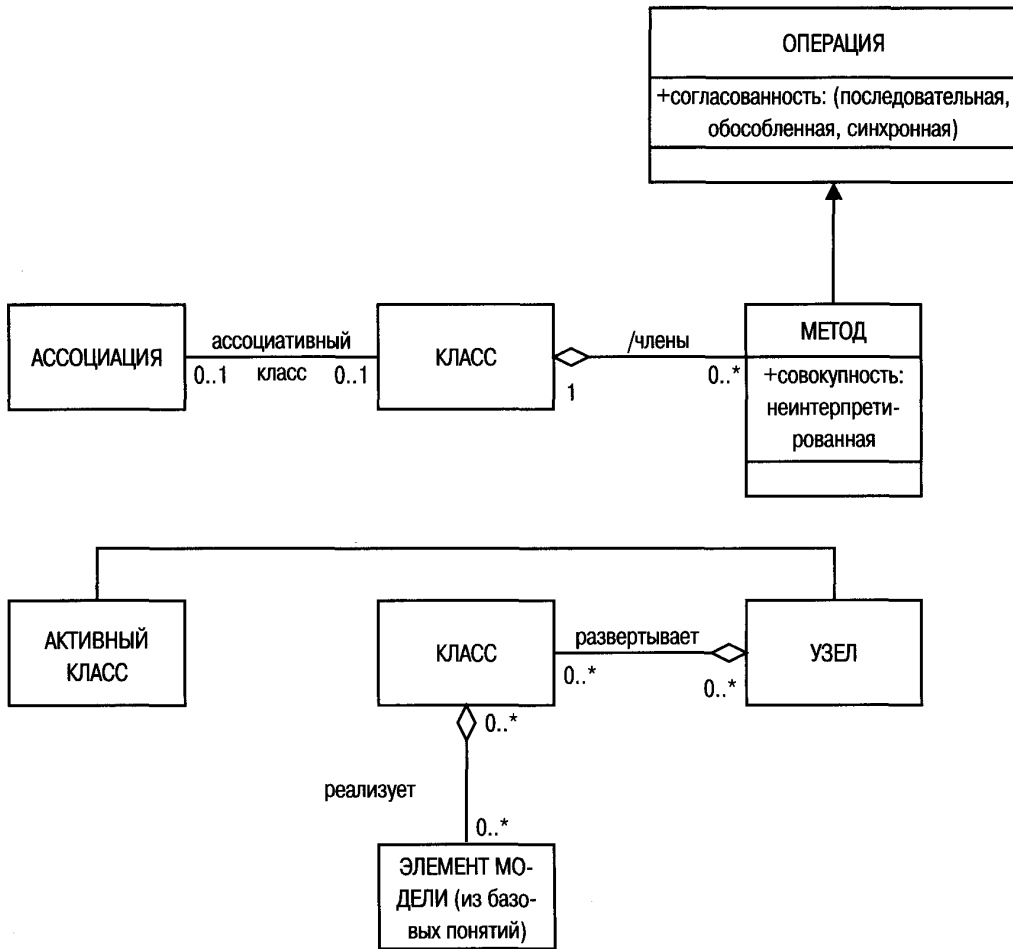 ОПЕРАЦИЯ
+согласованность: (последовательная,
обособленная, синхронная)
АССОЦИАЦИЯ
ассоциативный
0..1 класс 0..1
КЛАСС
1
/члены
0..*
МЕТОД
+совокупность:
неинтерпрети-
рованная
АКТИВНЫЙ
КЛАСС
КЛАСС
развертывает
0..* 0..*
УЗЕЛ
0..*
реализует
0..*
ЭЛЕМЕНТ МО-
ДЕЛИ (из базо-
вых понятий)